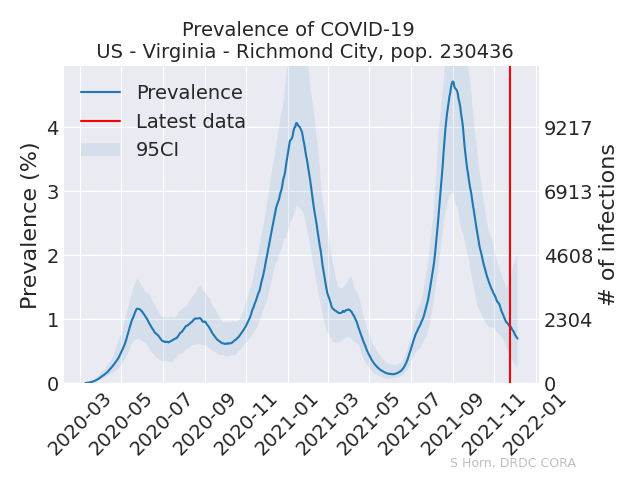 Prevalence of COVID-19
US - Virginia - Richmond City, pop. 230436
Prevalence
Latest data
95CI
Prevalence (%)
4
3
2
1
0
9217
6913
4608
2304
0
# of infections
2020-03
2020-05
2020-07
2020-09
2020-11
2021-01
2021-03
2021-05
2021-07
2021-09
2021-11
2022-01
S Horn, DRDC CORA